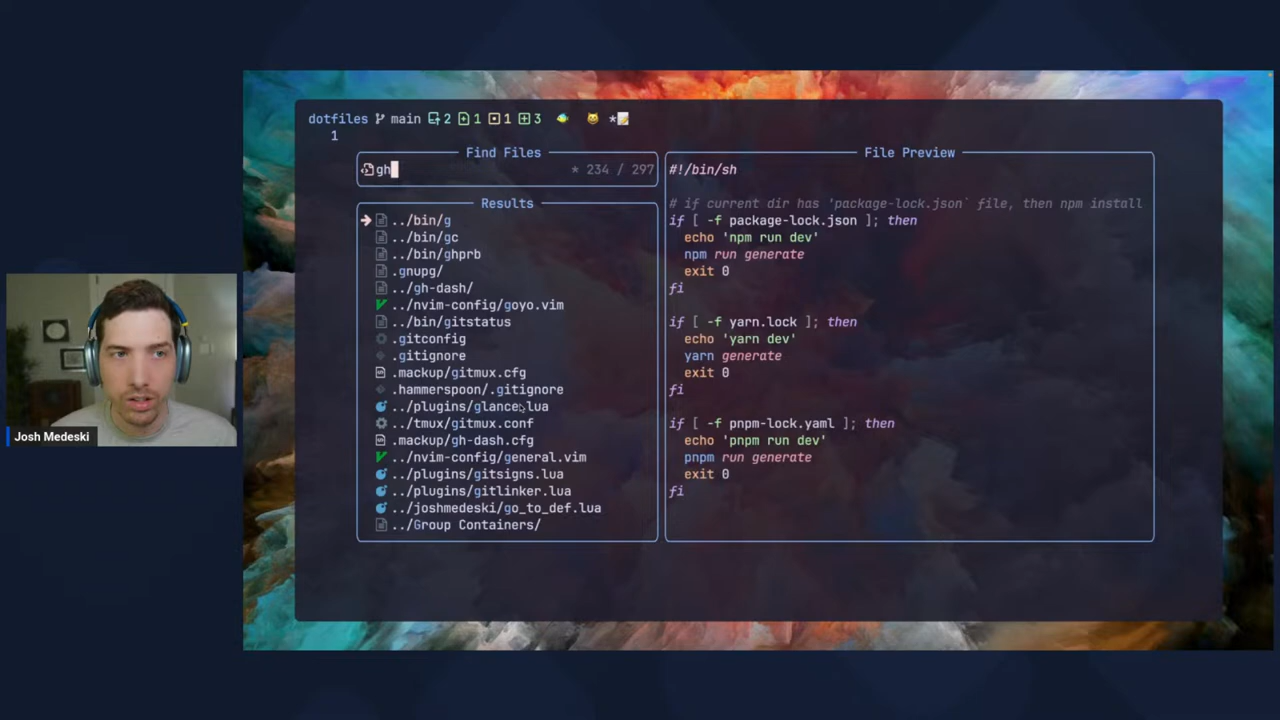 dotfiles main 2 1 1 3 *
1
Find Files
gh * 234 / 297
Results
../bin/g
../bin/gc
../bin/ghprb
.gnupg/
../gh-dash/
../nvim-config/goyo.vim
../bin/gitstatus
.gitconfig
.gitignore
.mackup/gitmux.cfg
.hammerspoon/.gitignore
../plugins/glance.lua
../tmux/gitmux.conf
.mackup/gh-dash.cfg
../nvim-config/general.vim
../plugins/gitsigns.lua
../plugins/gitlinker.lua
../joshmedeski/go_to_def.lua
../Group Containers/
File Preview
#!/bin/sh
# if current dir has 'package-lock.json` file, then npm install
if [ -f package-lock.json ]; then
echo 'npm run dev'
npm run generate
exit 0
fi
if [ -f yarn.lock ]; then
echo 'yarn dev'
yarn generate
exit 0
fi
if [ -f pnpm-lock.yaml ]; then
echo 'pnpm run dev'
pnpm run generate
exit 0
fi
Josh Medeski